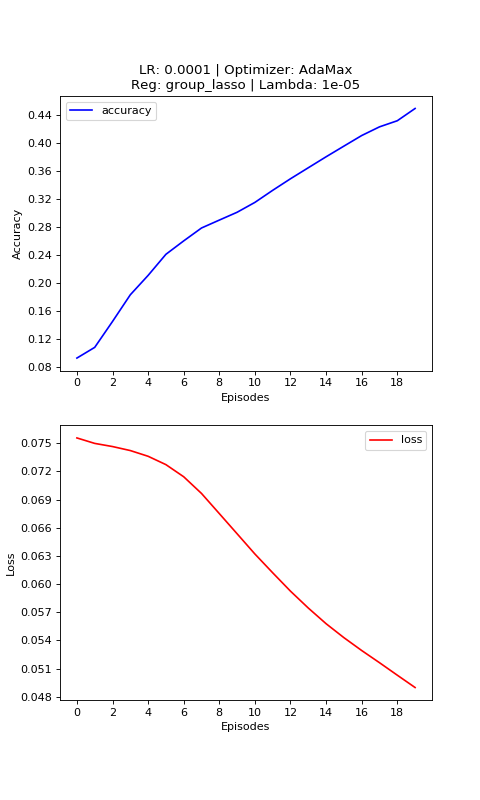 LR: 0.0001 | Optimizer: AdaMax
Reg: group_lasso | Lambda: 1e-05
accuracy
0.44
0.40
0.36
0.32
0.28
0.24
0.20
0.16
0.12
0.08
Accuracy
0 2 4 6 8 10 12 14 16 18
Episodes
loss
0.075
0.072
0.069
0.066
0.063
0.060
0.057
0.054
0.051
0.048
Loss
0 2 4 6 8 10 12 14 16 18
Episodes